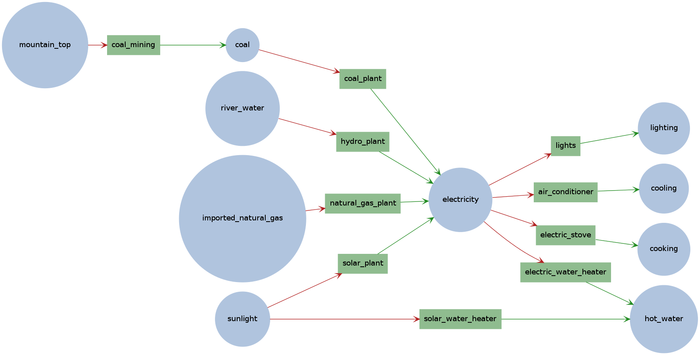 mountain_top
coal_mining
coal
coal_plant
river_water
hydro_plant
lights
lighting
imported_natural_gas
natural_gas_plant
electricity
air_conditioner
cooling
electric_stove
cooking
solar_plant
electric_water_heater
sunlight
solar_water_heater
hot_water